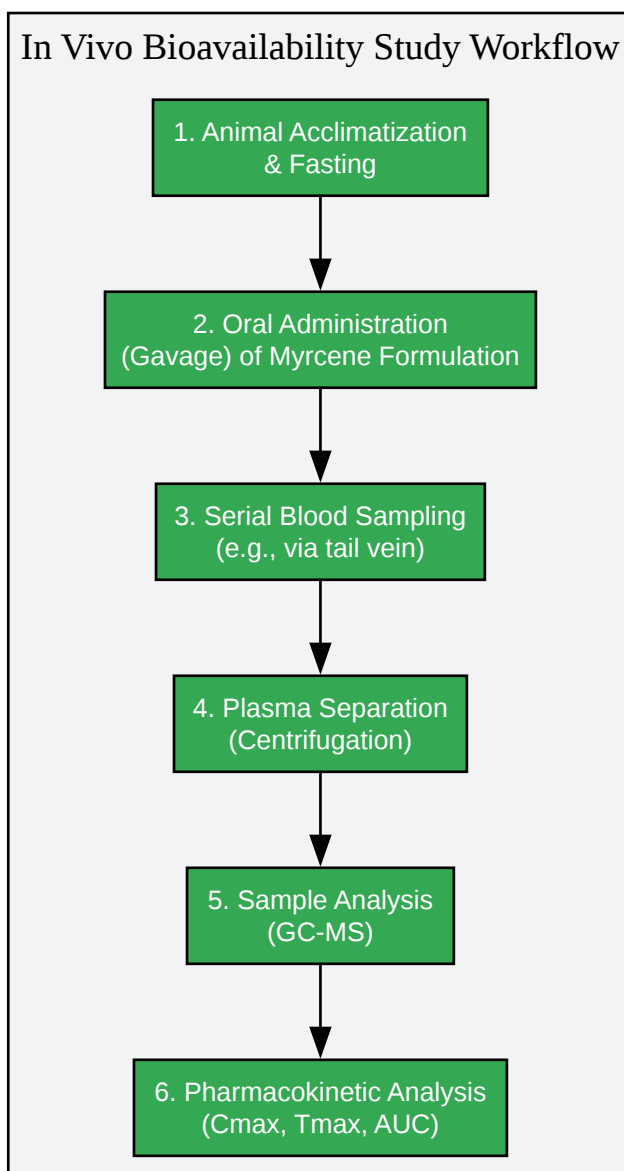 In Vivo Bioavailability Study Workflow
1. Animal Acclimatization
& Fasting
2. Oral Administration
(Gavage) of Myrcene Formulation
3. Serial Blood Sampling
(e.g., via tail vein)
4. Plasma Separation
(Centrifugation)
5. Sample Analysis
(GC-MS)
6. Pharmacokinetic Analysis
(Cmax, Tmax, AUC)